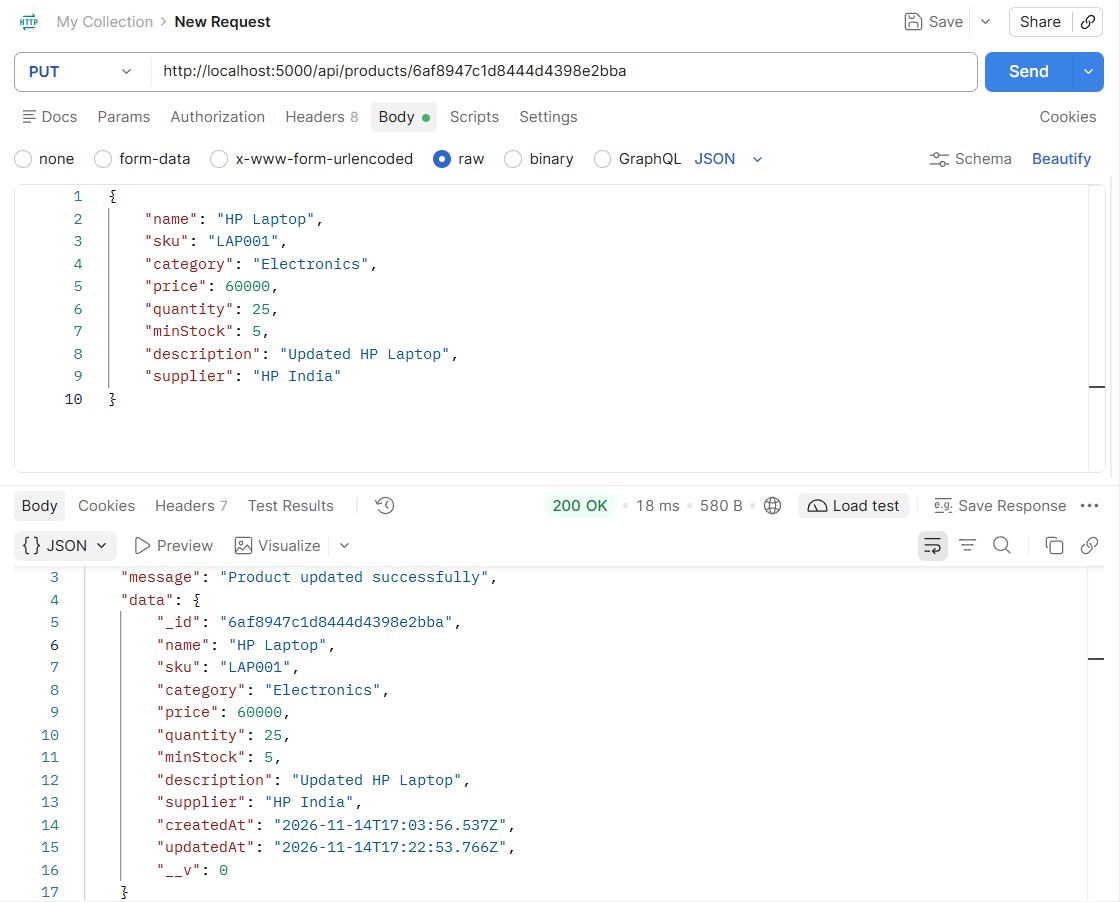 HTTP My Collection > New Request Save Share
PUT http://localhost:5000/api/products/6af8947c1d8444d4398e2bba Send
Docs Params Authorization Headers 8 Body Scripts Settings Cookies
none form-data x-www-form-urlencoded raw binary GraphQL JSON Schema Beautify
1 {
2 "name": "HP Laptop",
3 "sku": "LAP001",
4 "category": "Electronics",
5 "price": 60000,
6 "quantity": 25,
7 "minStock": 5,
8 "description": "Updated HP Laptop",
9 "supplier": "HP India"
10 }
Body Cookies Headers 7 Test Results 200 OK • 18 ms • 580 B • Load test e.g. Save Response
{} JSON Preview Visualize
3 "message": "Product updated successfully",
4 "data": {
5 "_id": "6af8947c1d8444d4398e2bba",
6 "name": "HP Laptop",
7 "sku": "LAP001",
8 "category": "Electronics",
9 "price": 60000,
10 "quantity": 25,
11 "minStock": 5,
12 "description": "Updated HP Laptop",
13 "supplier": "HP India",
14 "createdAt": "2026-11-14T17:03:56.537Z",
15 "updatedAt": "2026-11-14T17:22:53.766Z",
16 "__v": 0
17 }